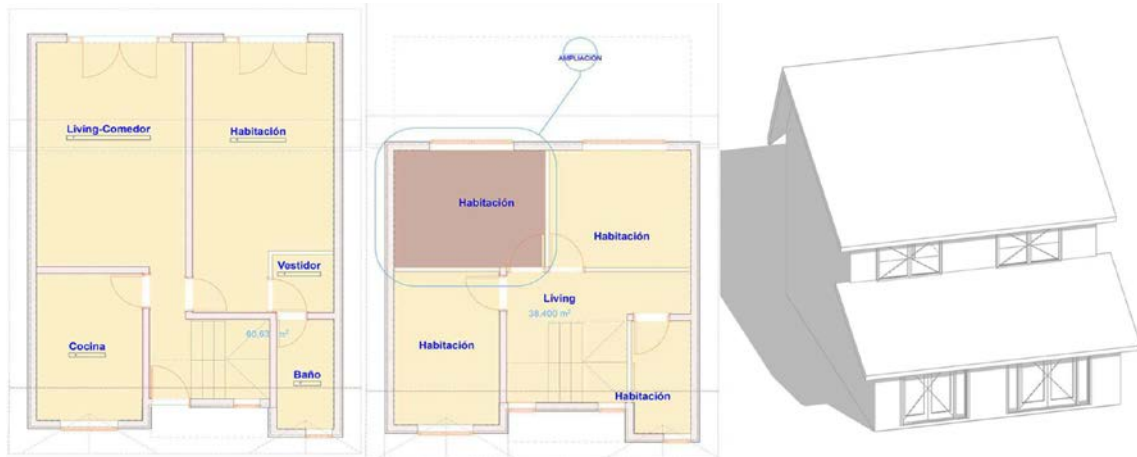 Living-Comedor
Habitación
Vestidor
Cocina
Baño
AMPLIACIÓN
Habitación
Habitación
Living
38,400 m²
Habitación
Habitación